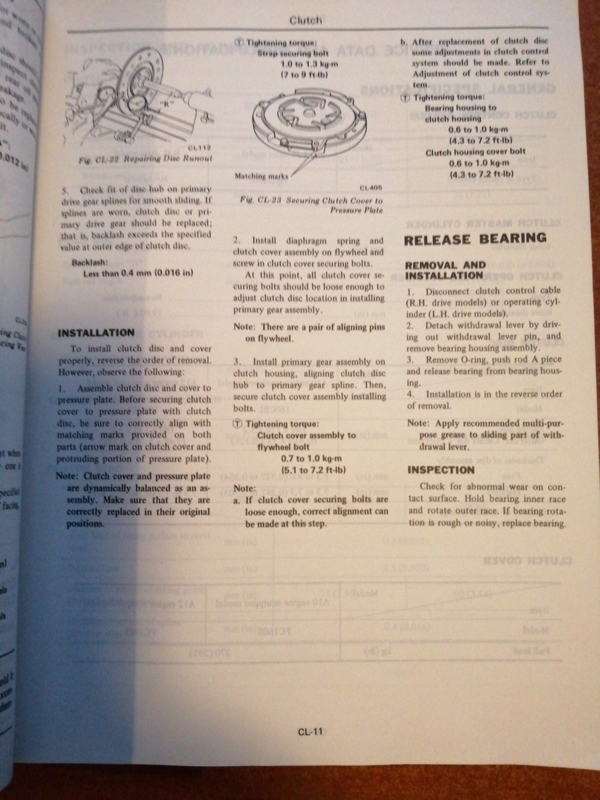 Clutch
"R"
CL112
Fig. CL-22 Repairing Disc Runout
5. Check fit of disc hub on primary
drive gear splines for smooth sliding. If
splines are worn, clutch disc or pri-
mary drive gear should be replaced;
that is, backlash exceeds the specified
value at outer edge of clutch disc.
Backlash:
Less than 0.4 mm (0.016 in)
INSTALLATION
To install clutch disc and cover
properly, reverse the order of removal.
However, observe the following:
1. Assemble clutch disc and cover to
pressure plate. Before securing clutch
cover to pressure plate with clutch
disc, be sure to correctly align with
matching marks provided on both
parts (arrow mark on clutch cover and
protruding portion of pressure plate).
Note: Clutch cover and pressure plate
are dynamically balanced as an as-
sembly. Make sure that they are
correctly replaced in their original
positions.
T Tightening torque:
Strap securing bolt
1.0 to 1.3 kg-m
(7 to 9 ft-lb)
Matching marks
CL405
Fig. CL-23 Securing Clutch Cover to
Pressure Plate
2. Install diaphragm spring and
clutch cover assembly on flywheel and
screw in clutch cover securing bolts.
At this point, all clutch cover se-
curing bolts should be loose enough to
adjust clutch disc location in installing
primary gear assembly.
Note: There are a pair of aligning pins
on flywheel.
3. Install primary gear assembly on
clutch housing, aligning clutch disc
hub to primary gear spline. Then,
secure clutch cover assembly installing
bolts.
T Tightening torque:
Clutch cover assembly to
flywheel bolt
0.7 to 1.0 kg-m
(5.1 to 7.2 ft-lb)
Note:
a. If clutch cover securing bolts are
loose enough, correct alignment can
be made at this step.
b. After replacement of clutch disc
some adjustments in clutch control
system should be made. Refer to
Adjustment of clutch control sys-
tem.
T Tightening torque:
Bearing housing to
clutch housing
0.6 to 1.0 kg-m
(4.3 to 7.2 ft-lb)
Clutch housing cover bolt
0.6 to 1.0 kg-m
(4.3 to 7.2 ft-lb)
RELEASE BEARING
REMOVAL AND
INSTALLATION
1. Disconnect clutch control cable
(R.H. drive models) or operating cyl-
inder (L.H. drive models).
2. Detach withdrawal lever by driv-
ing out withdrawal lever pin, and
remove bearing housing assembly.
3. Remove O-ring, push rod A piece
and release bearing from bearing hous-
ing.
4. Installation is in the reverse order
of removal.
Note: Apply recommended multi-pur-
pose grease to sliding part of with-
drawal lever.
INSPECTION
Check for abnormal wear on con-
tact surface. Hold bearing inner race
and rotate outer race. If bearing rota-
tion is rough or noisy, replace bearing.
CL-11